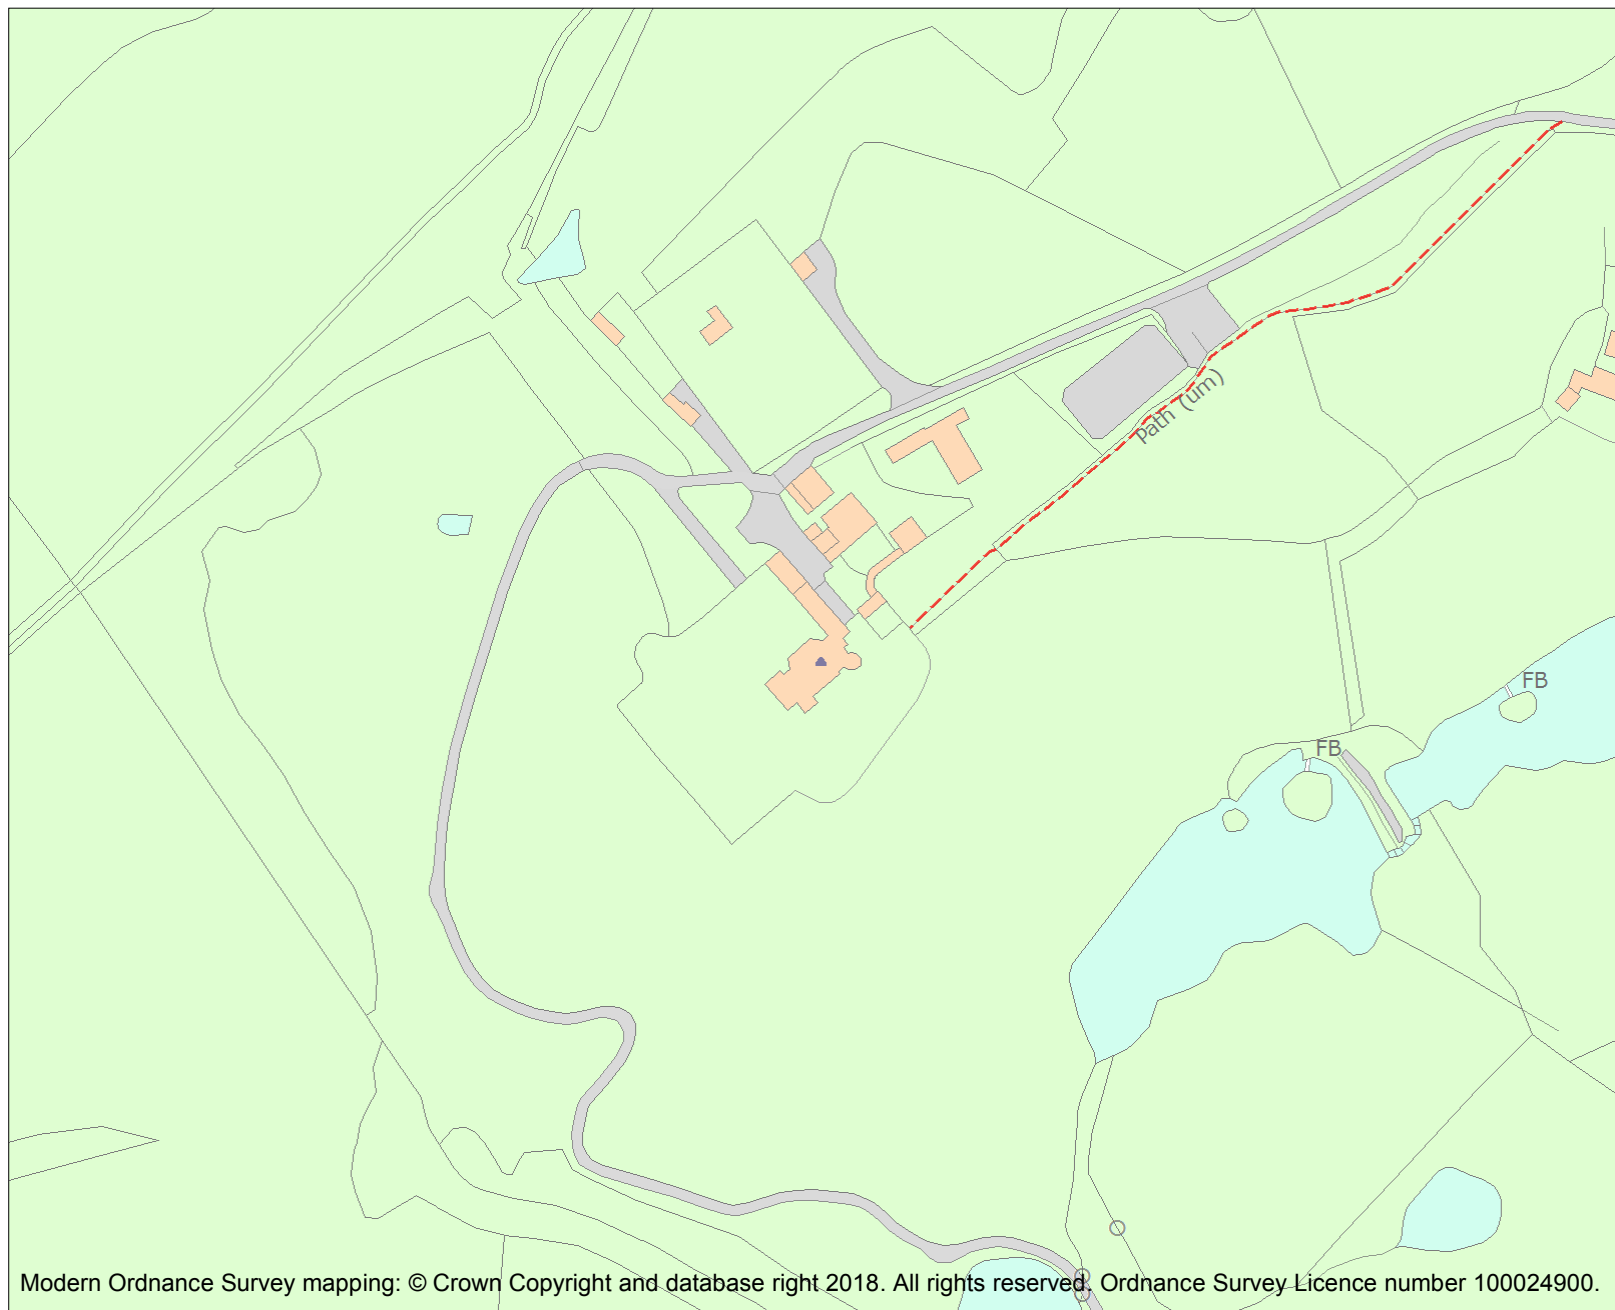 Path (um)
FB
FB
Modern Ordnance Survey mapping: © Crown Copyright and database right 2018. All rights reserved. Ordnance Survey Licence number 100024900.